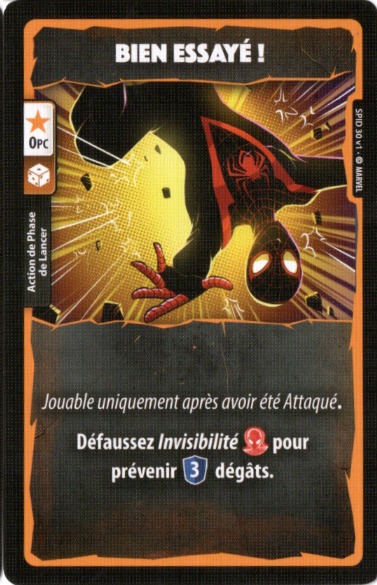 BIEN ESSAYÉ !
0PC
Action de Phase
de Lancer
SPID 30 v1 • © MARVEL
Jouable uniquement après avoir été Attaqué.
Défaussez Invisibilité pour
prévenir 3 dégâts.